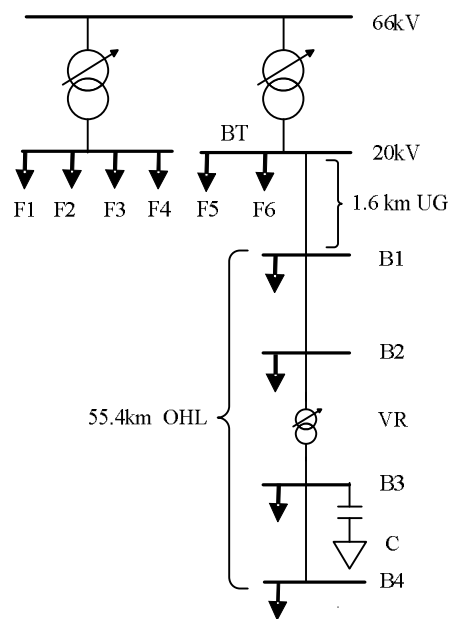 66kV
BT
20kV
F1 F2 F3 F4 F5 F6
1.6 km UG
B1
B2
55.4km OHL
VR
B3
C
B4